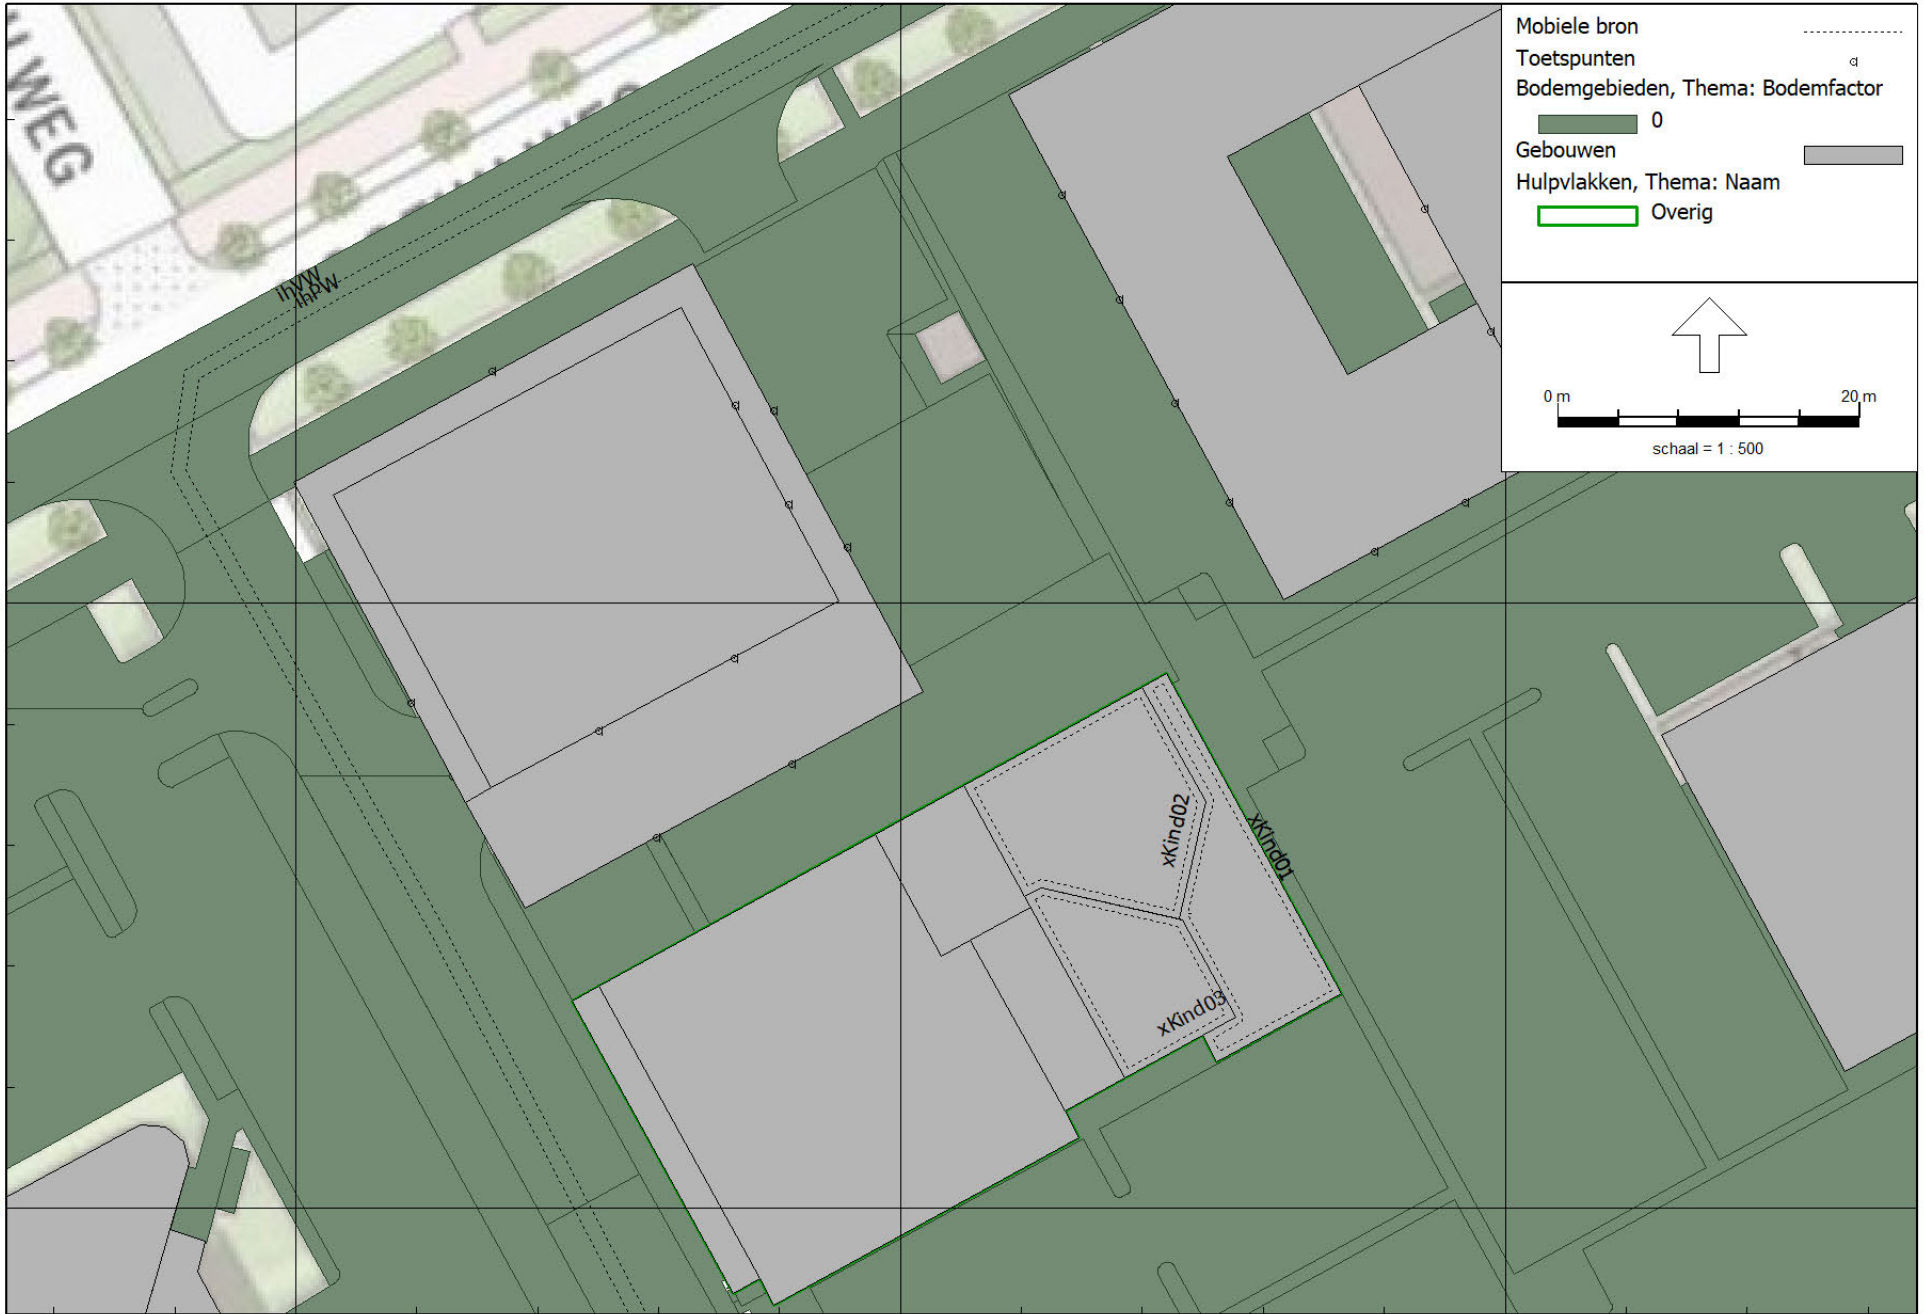 Mobiele bron
Toetspunten
Bodemgebieden, Thema: Bodemfactor
0
Gebouwen
Hulpvlakken, Thema: Naam
Overig
0 m 20 m
schaal = 1 : 500
WEG
ihVW
ihPW
xKind02
xKind01
xKind03